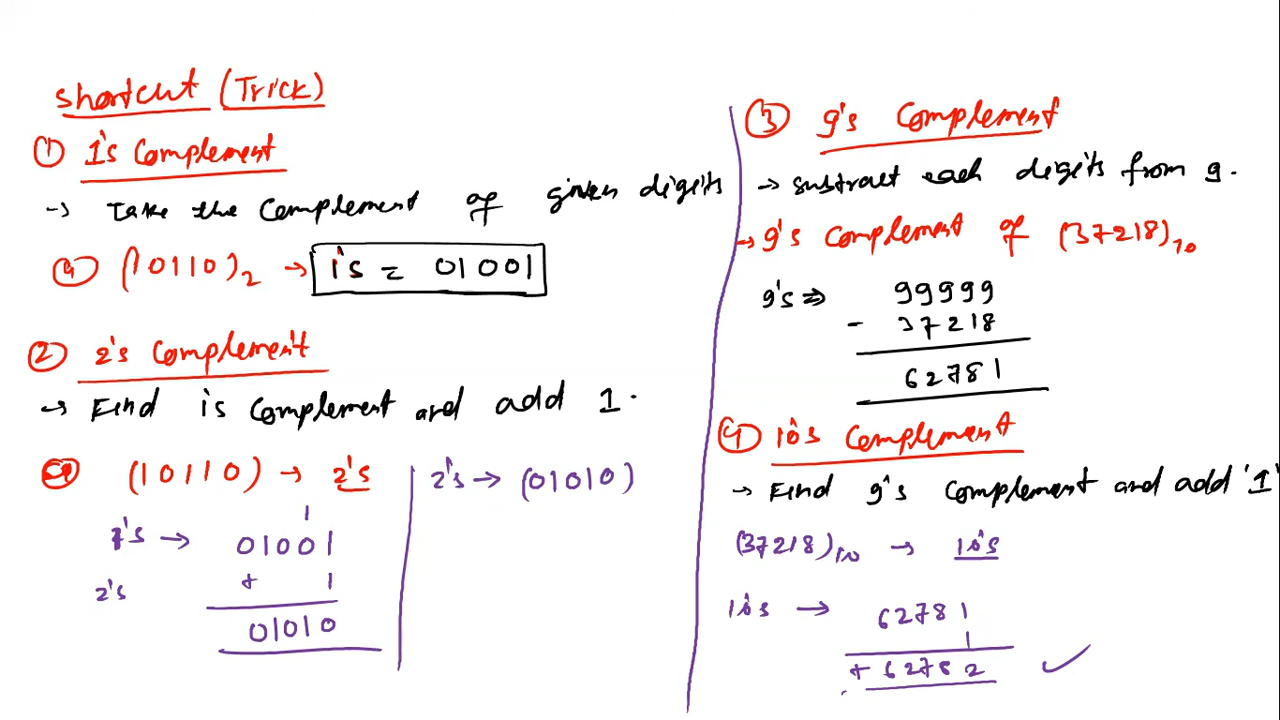 shortcut (Trick)
① 1's Complement
→ Take the Complement of given digits
(10110)₂ → 1's = 01001
② 2's Complement
→ Find 1s Complement and add 1.
(10110) → 2's
1
1's → 01001
2's + 1
01010
2's → (01010)
③ 9's Complement
→ subtract each digits from 9.
→ 9's Complement of (37218)₁₀
9's ⇒ 99999
- 37218
62781
④ 10's Complement
→ Find 9's Complement and add '1'
(37218)₁₀ → 10's
10's → 62781
1
+ 62782 ✓